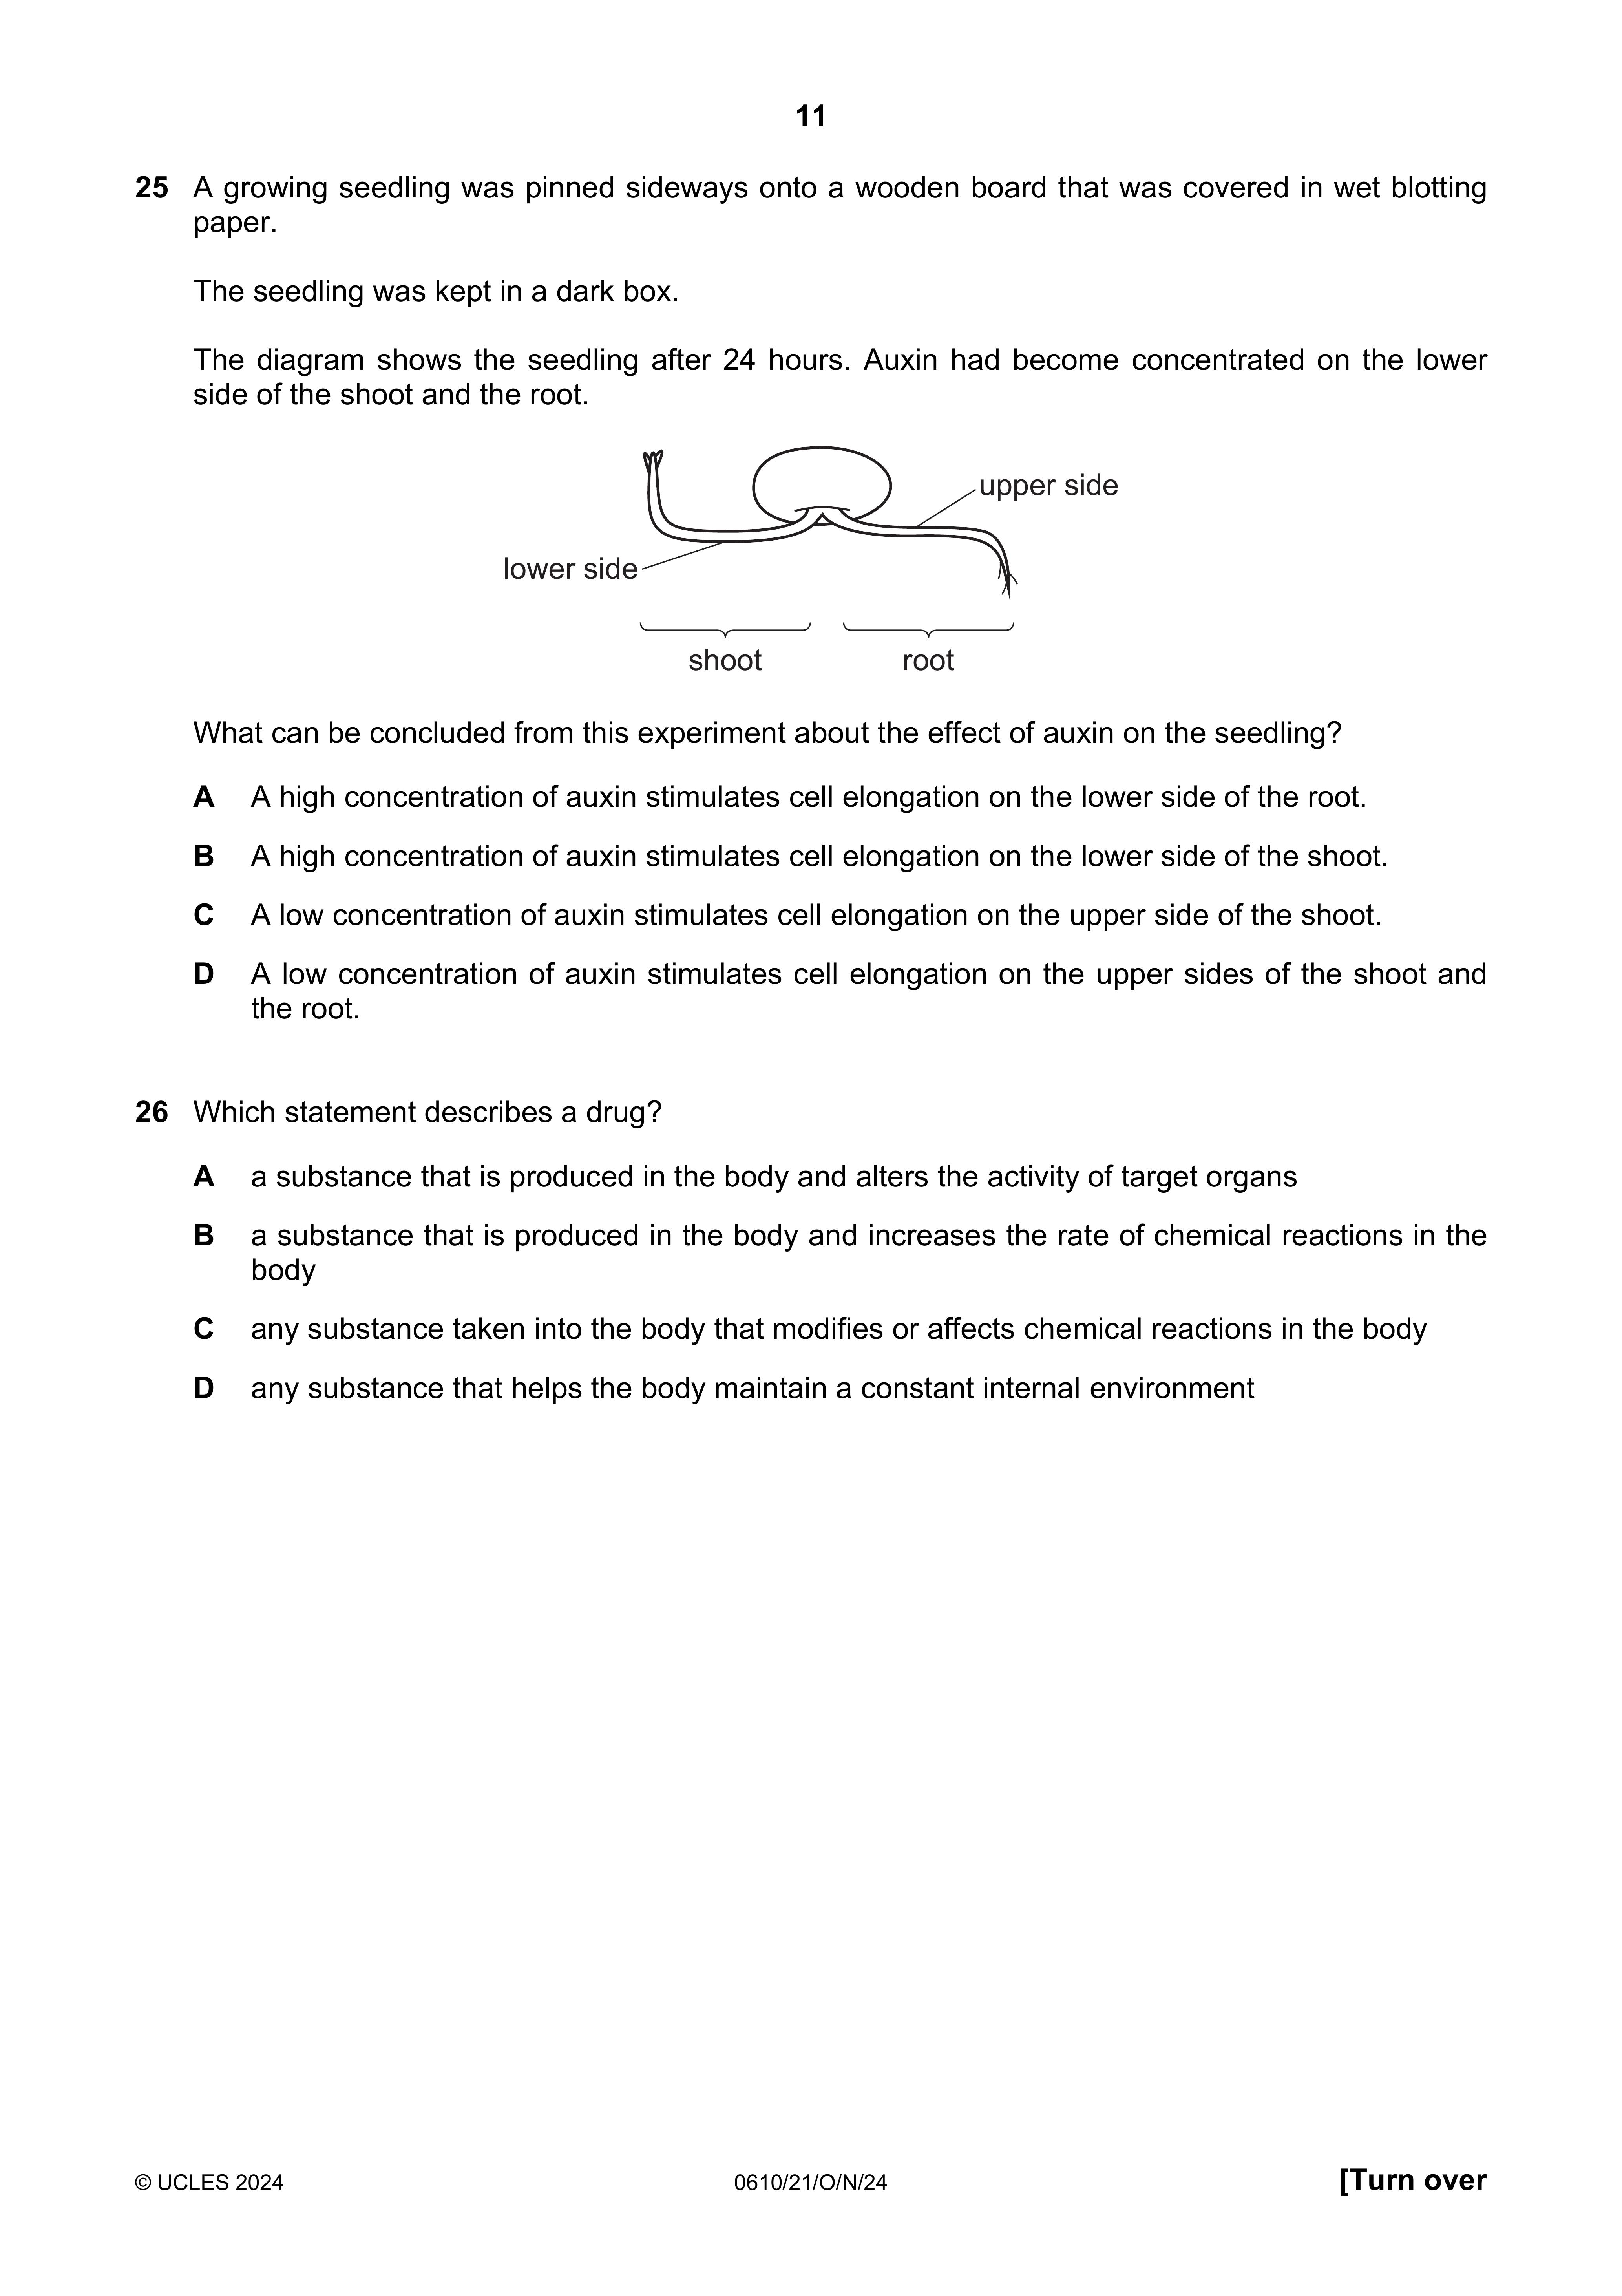 11
25 A growing seedling was pinned sideways onto a wooden board that was covered in wet blotting
paper.
The seedling was kept in a dark box.
The diagram shows the seedling after 24 hours. Auxin had become concentrated on the lower
side of the shoot and the root.
upper side
lower side
shoot root
What can be concluded from this experiment about the effect of auxin on the seedling?
A A high concentration of auxin stimulates cell elongation on the lower side of the root.
B A high concentration of auxin stimulates cell elongation on the lower side of the shoot.
C A low concentration of auxin stimulates cell elongation on the upper side of the shoot.
D A low concentration of auxin stimulates cell elongation on the upper sides of the shoot and
the root.
26 Which statement describes a drug?
A a substance that is produced in the body and alters the activity of target organs
B a substance that is produced in the body and increases the rate of chemical reactions in the
body
C any substance taken into the body that modifies or affects chemical reactions in the body
D any substance that helps the body maintain a constant internal environment
© UCLES 2024 0610/21/O/N/24 [Turn over